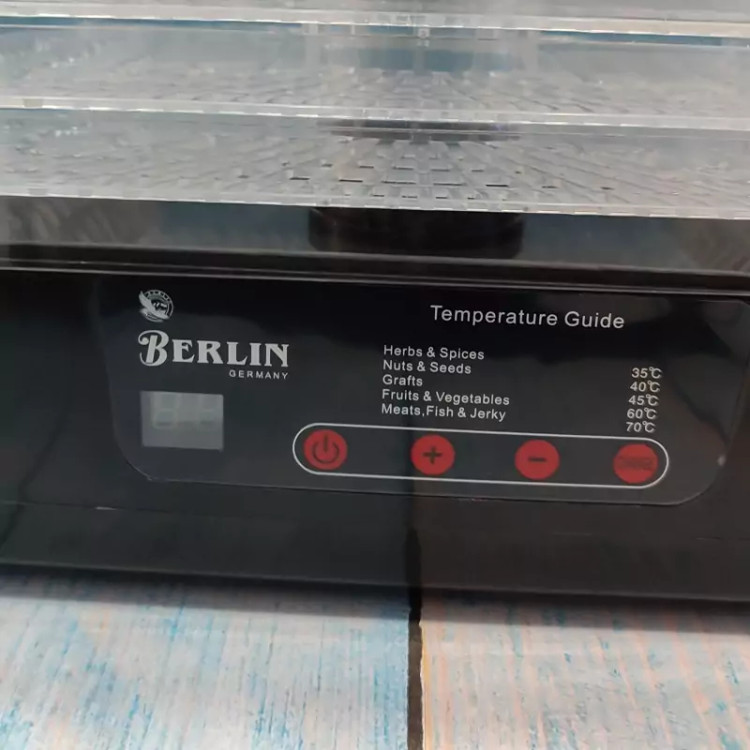 BERLIN
GERMANY
Temperature Guide
Herbs & Spices 35℃
Nuts & Seeds 40℃
Grafts 45℃
Fruits & Vegetables 60℃
Meats,Fish & Jerky 70℃